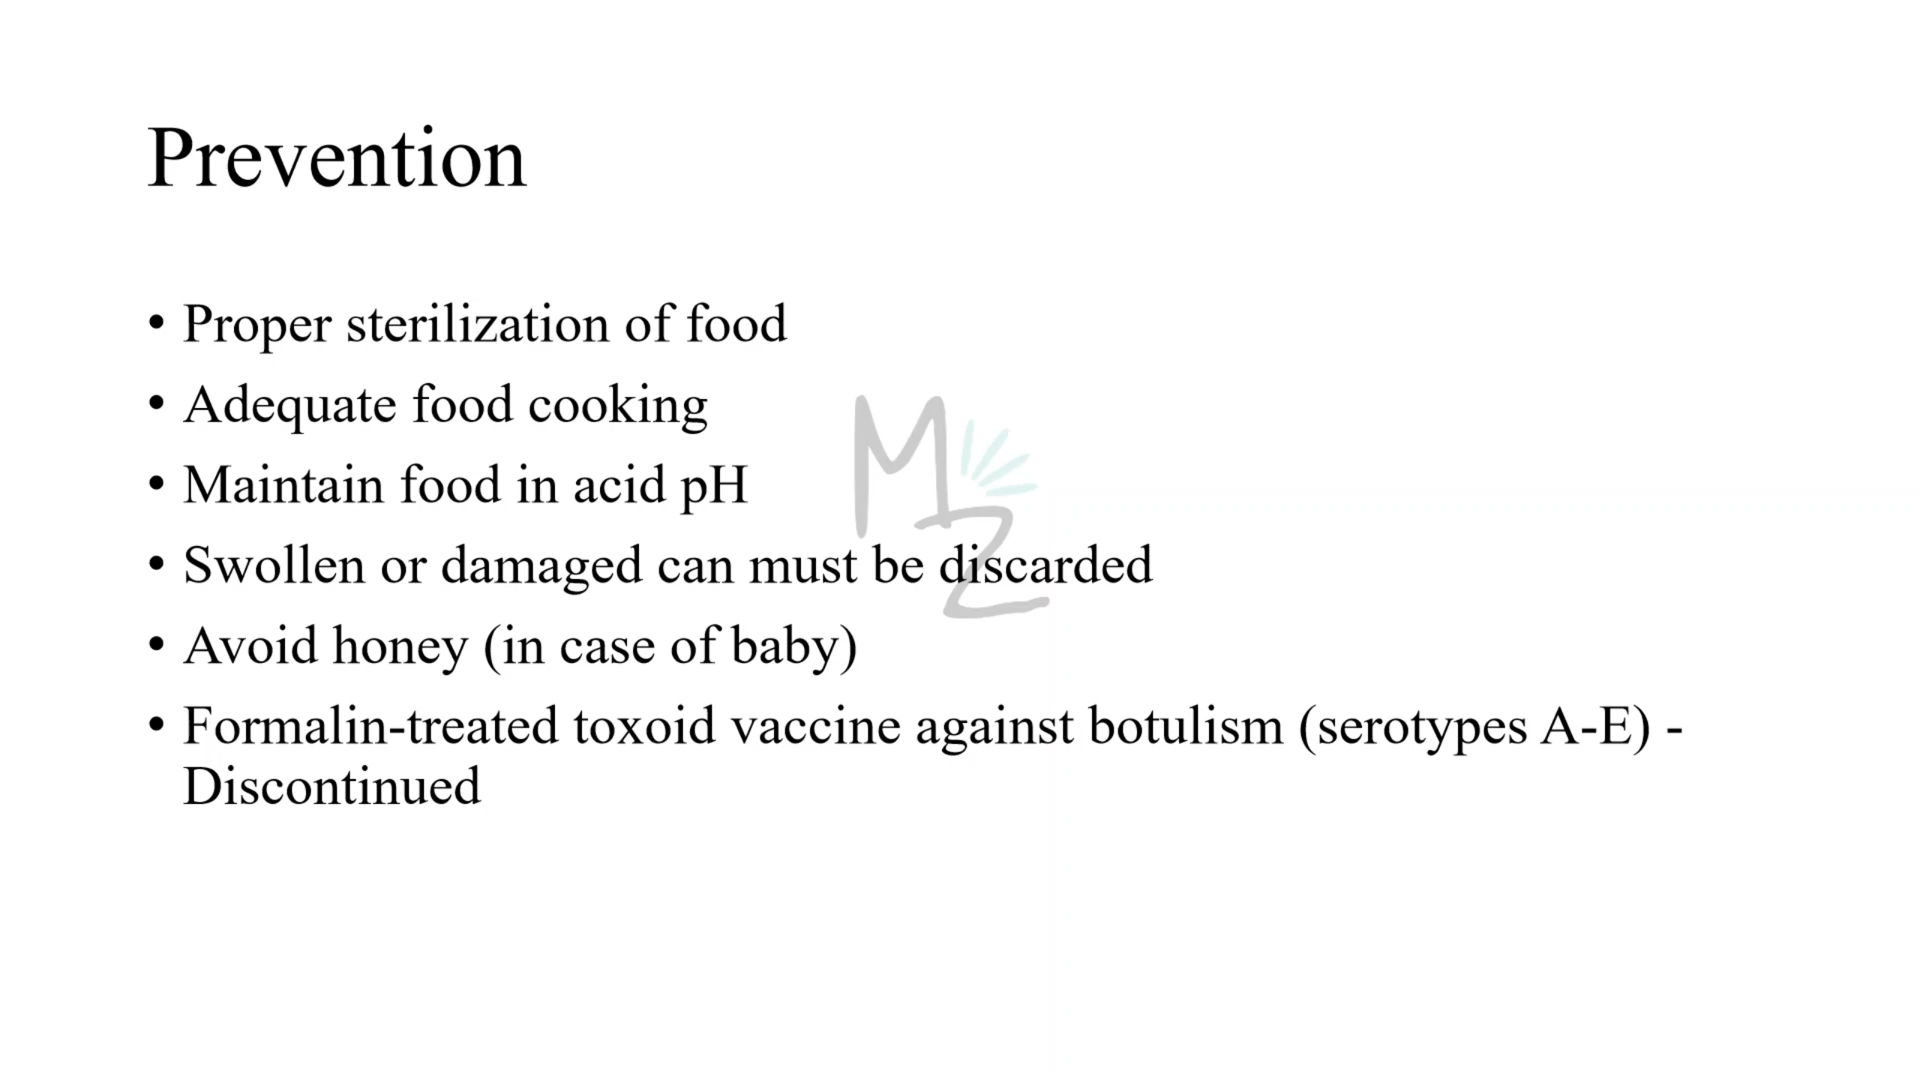 Prevention
• Proper sterilization of food
• Adequate food cooking
• Maintain food in acid pH
• Swollen or damaged can must be discarded
• Avoid honey (in case of baby)
• Formalin-treated toxoid vaccine against botulism (serotypes A-E) -
Discontinued
MZ